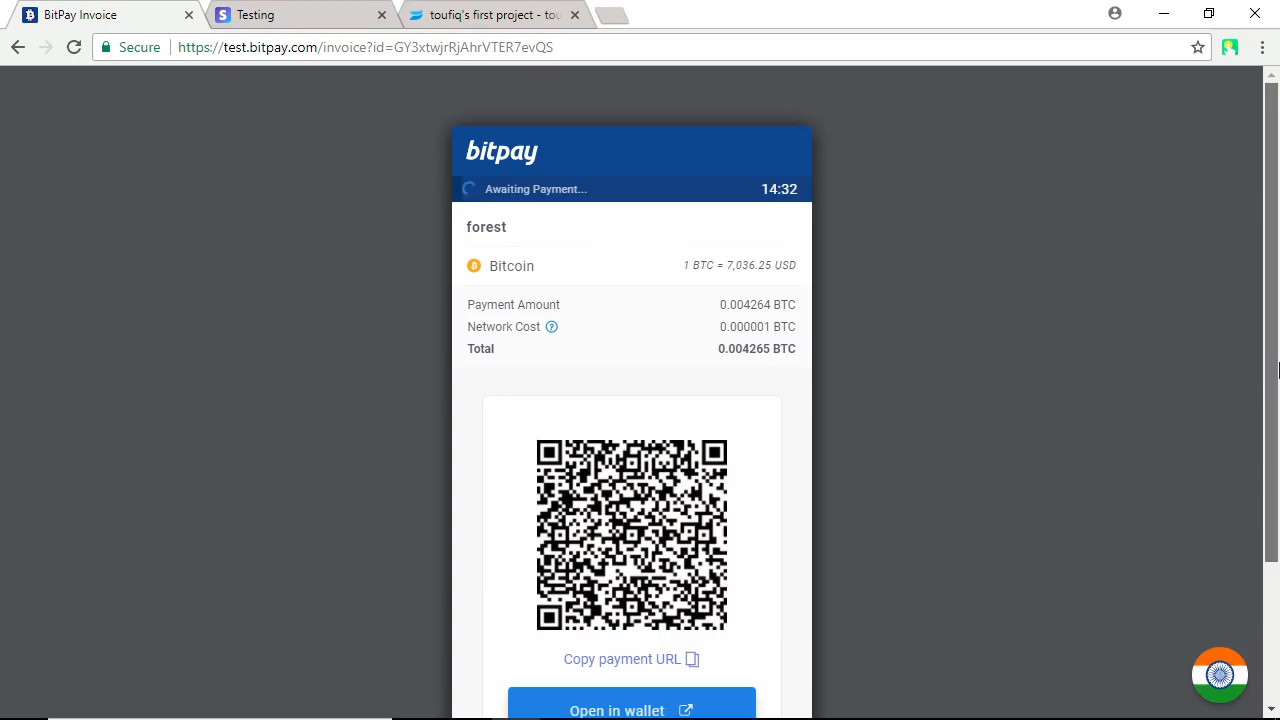 BitPay Invoice
Testing
toufiq's first project - tou
Secure
https://test.bitpay.com/invoice?id=GY3xtwjrRjAhrVTER7evQS
bitpay
Awaiting Payment... 14:32
forest
Bitcoin 1 BTC = 7,036.25 USD
Payment Amount 0.004264 BTC
Network Cost ? 0.000001 BTC
Total 0.004265 BTC
Copy payment URL
Open in wallet